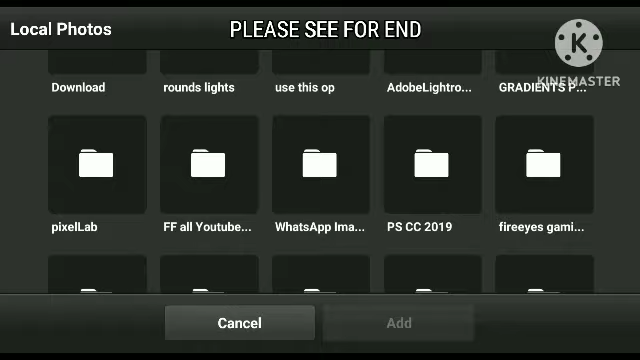 Local Photos
PLEASE SEE FOR END
K
KINEMASTER
Download
rounds lights
use this op
AdobeLightro...
GRADIENTS P...
pixelLab
FF all Youtube...
WhatsApp Ima...
PS CC 2019
fireeyes gami...
Cancel
Add